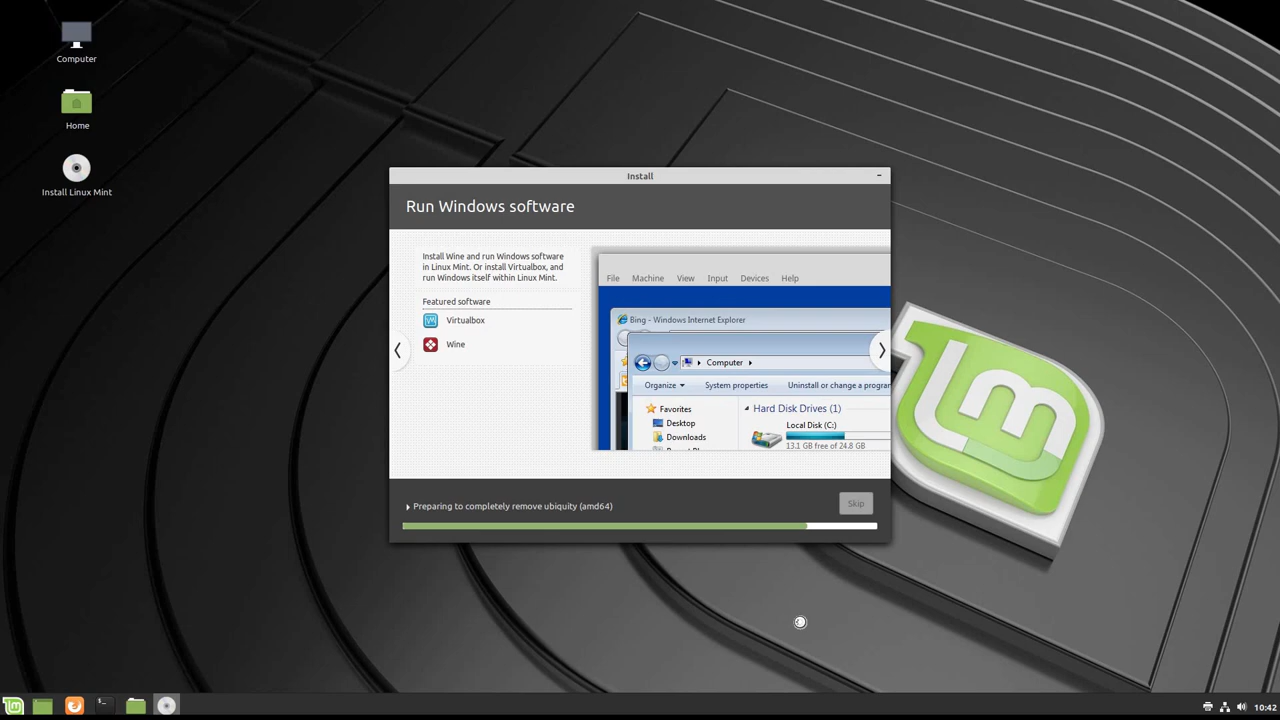 Computer
Home
Install Linux Mint
Install
Run Windows software
Install Wine and run Windows software
in Linux Mint. Or install Virtualbox, and
run Windows itself within Linux Mint.
Featured software
Virtualbox
Wine
File Machine View Input Devices Help
Bing - Windows Internet Explorer
Computer
Organize System properties Uninstall or change a program
Favorites
Desktop
Downloads
Hard Disk Drives (1)
Local Disk (C:)
13.1 GB free of 24.8 GB
Preparing to completely remove ubiquity (amd64)
Skip
10:42